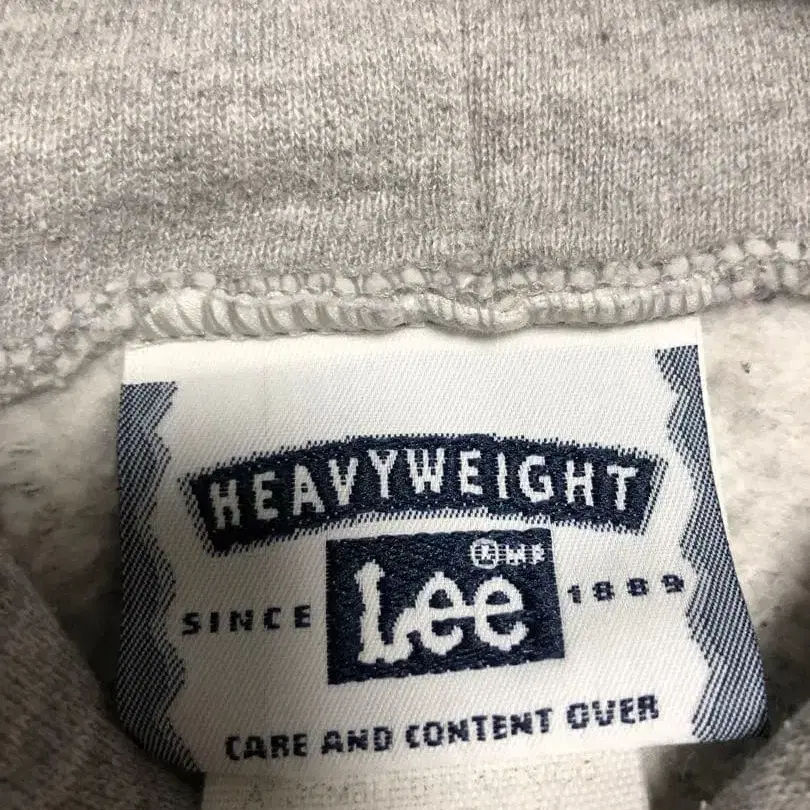 HEAVYWEIGHT
® MR
Lee
SINCE 1889
CARE AND CONTENT OVER